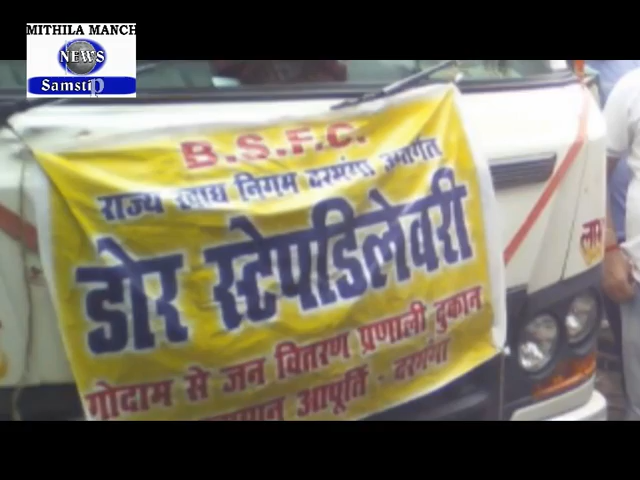 MITHILA MANCH
NEWS
Samstip
B.S.F.C.
राज्य खाद्य निगम दरभंगा अन्तर्गत
डोर स्टेपडिलेवरी
गोदाम से जन वितरण प्रणाली दुकान
आपूर्ति - दरभंगा